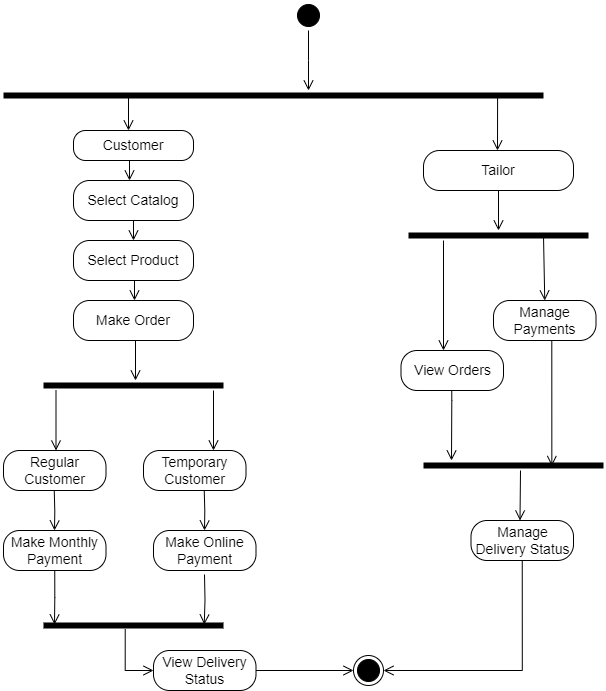 Customer
Select Catalog
Select Product
Make Order
Regular
Customer
Temporary
Customer
Make Monthly
Payment
Make Online
Payment
View Delivery
Status
Tailor
Manage
Payments
View Orders
Manage
Delivery Status